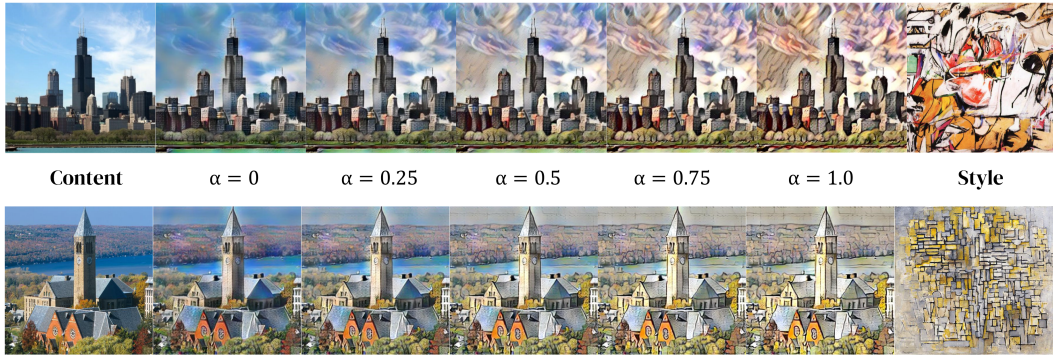 Content α = 0 α = 0.25 α = 0.5 α = 0.75 α = 1.0 Style